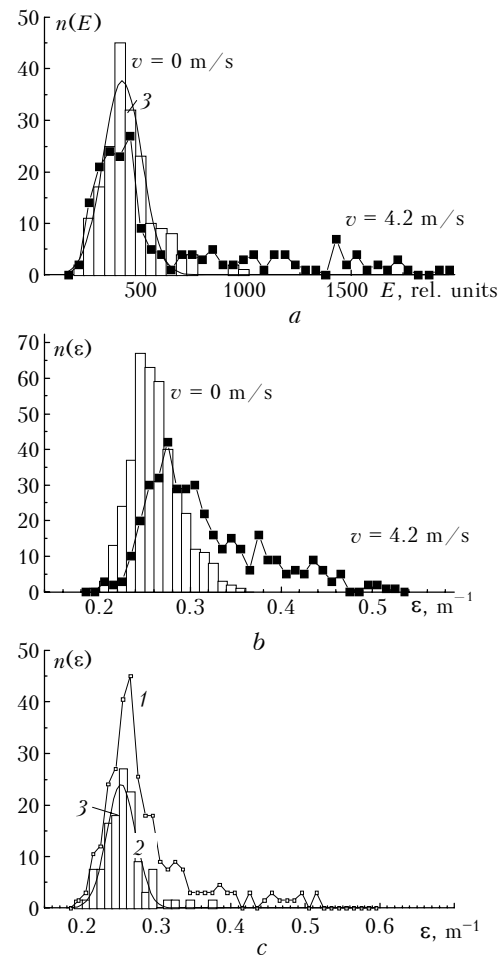 n(E)
50
v = 0 m/s
40
3
30
20
v = 4.2 m/s
10
0
500 1000 1500 E, rel. units
a
n(ε)
70
60
v = 0 m/s
50
40
30
20
v = 4.2 m/s
10
0
0.2 0.3 0.4 0.5 ε, m⁻¹
b
n(ε)
50
1
40
30
20
3
2
10
0
0.2 0.3 0.4 0.5 0.6 ε, m⁻¹
c